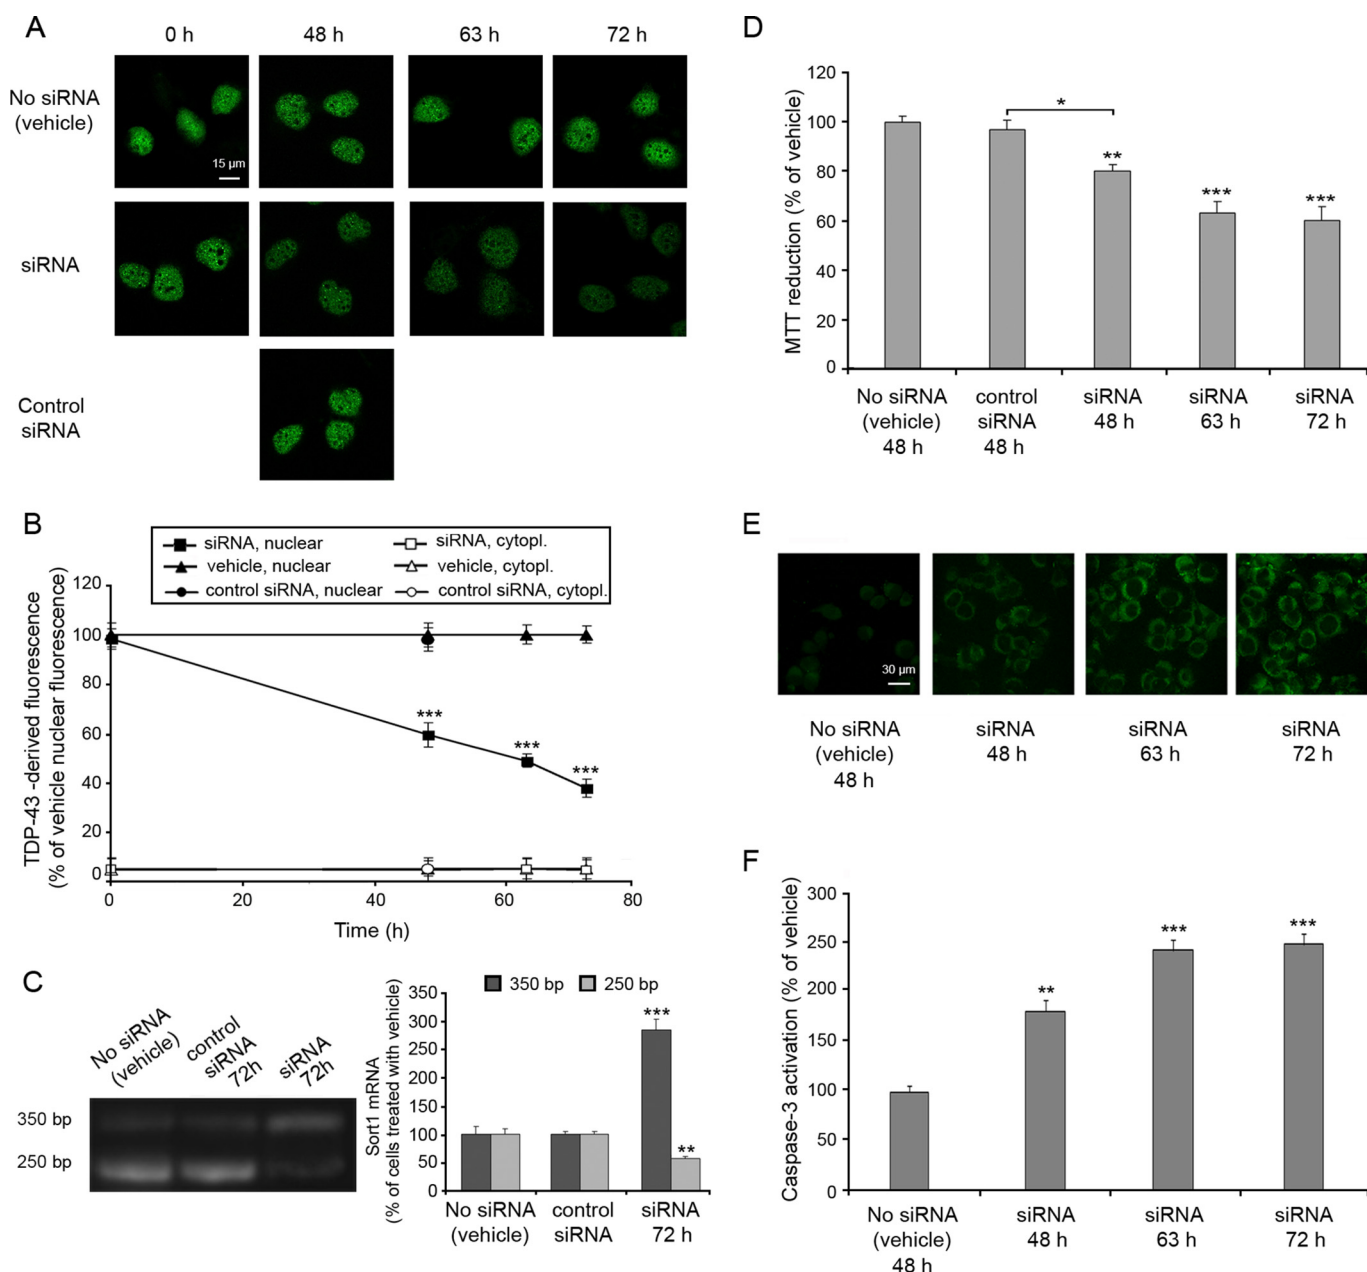 A
0 h
48 h
63 h
72 h
No siRNA
(vehicle)
15 µm
siRNA
Control
siRNA
B
siRNA, nuclear
siRNA, cytopl.
vehicle, nuclear
vehicle, cytopl.
control siRNA, nuclear
control siRNA, cytopl.
TDP-43 -derived fluorescence
(% of vehicle nuclear fluorescence)
120
100
80
60
40
20
0
***
***
***
0
20
40
60
80
Time (h)
C
No siRNA
(vehicle)
control
siRNA
72h
siRNA
72h
350 bp
250 bp
350 bp
250 bp
Sort1 mRNA
(% of cells treated with vehicle)
350
300
250
200
150
100
50
0
***
**
No siRNA
(vehicle)
control
siRNA
siRNA
72 h
D
MTT reduction (% of vehicle)
120
100
80
60
40
20
0
*
**
***
***
No siRNA
(vehicle)
48 h
control
siRNA
48 h
siRNA
48 h
siRNA
63 h
siRNA
72 h
E
30 µm
No siRNA
(vehicle)
48 h
siRNA
48 h
siRNA
63 h
siRNA
72 h
F
Caspase-3 activation (% of vehicle)
300
250
200
150
100
50
0
**
***
***
No siRNA
(vehicle)
48 h
siRNA
48 h
siRNA
63 h
siRNA
72 h